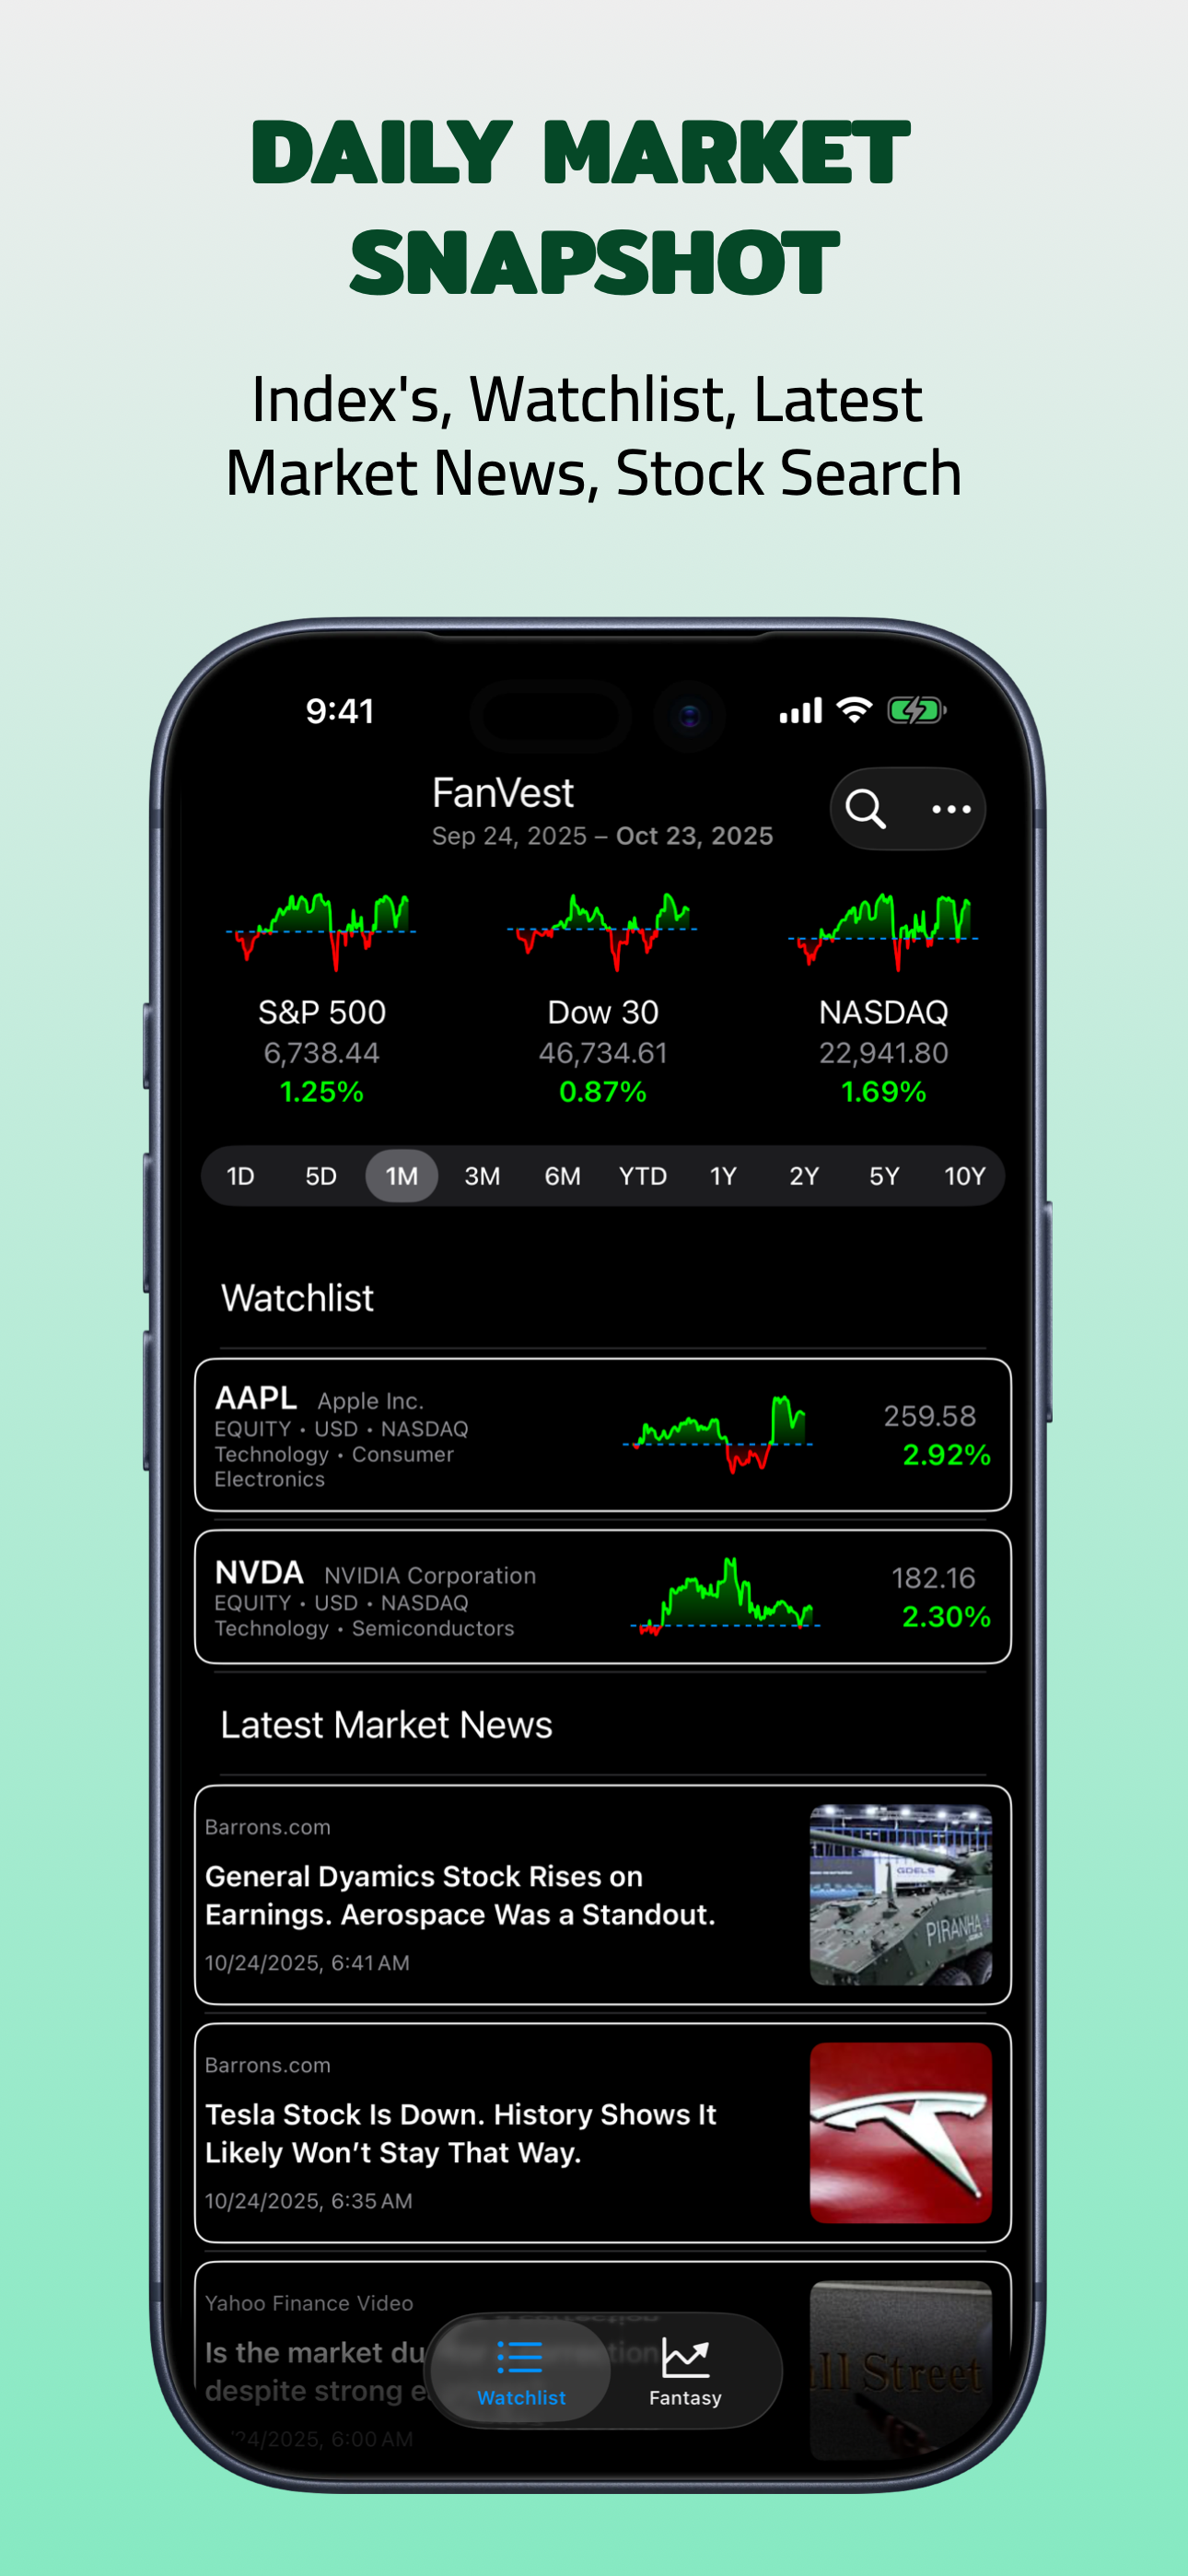 DAILY MARKET
SNAPSHOT
Index's, Watchlist, Latest
Market News, Stock Search
9:41
FanVest
Sep 24, 2025 – Oct 23, 2025
S&P 500
6,738.44
1.25%
Dow 30
46,734.61
0.87%
NASDAQ
22,941.80
1.69%
1D 5D 1M 3M 6M YTD 1Y 2Y 5Y 10Y
Watchlist
AAPL Apple Inc.
EQUITY • USD • NASDAQ
Technology • Consumer
Electronics
259.58
2.92%
NVDA NVIDIA Corporation
EQUITY • USD • NASDAQ
Technology • Semiconductors
182.16
2.30%
Latest Market News
Barrons.com
General Dyamics Stock Rises on
Earnings. Aerospace Was a Standout.
10/24/2025, 6:41 AM
GDELS
PIRANHA
Barrons.com
Tesla Stock Is Down. History Shows It
Likely Won't Stay That Way.
10/24/2025, 6:35 AM
Yahoo Finance Video
Is the market
despite strong
24/2025, 6:00 AM
Street
Watchlist
Fantasy